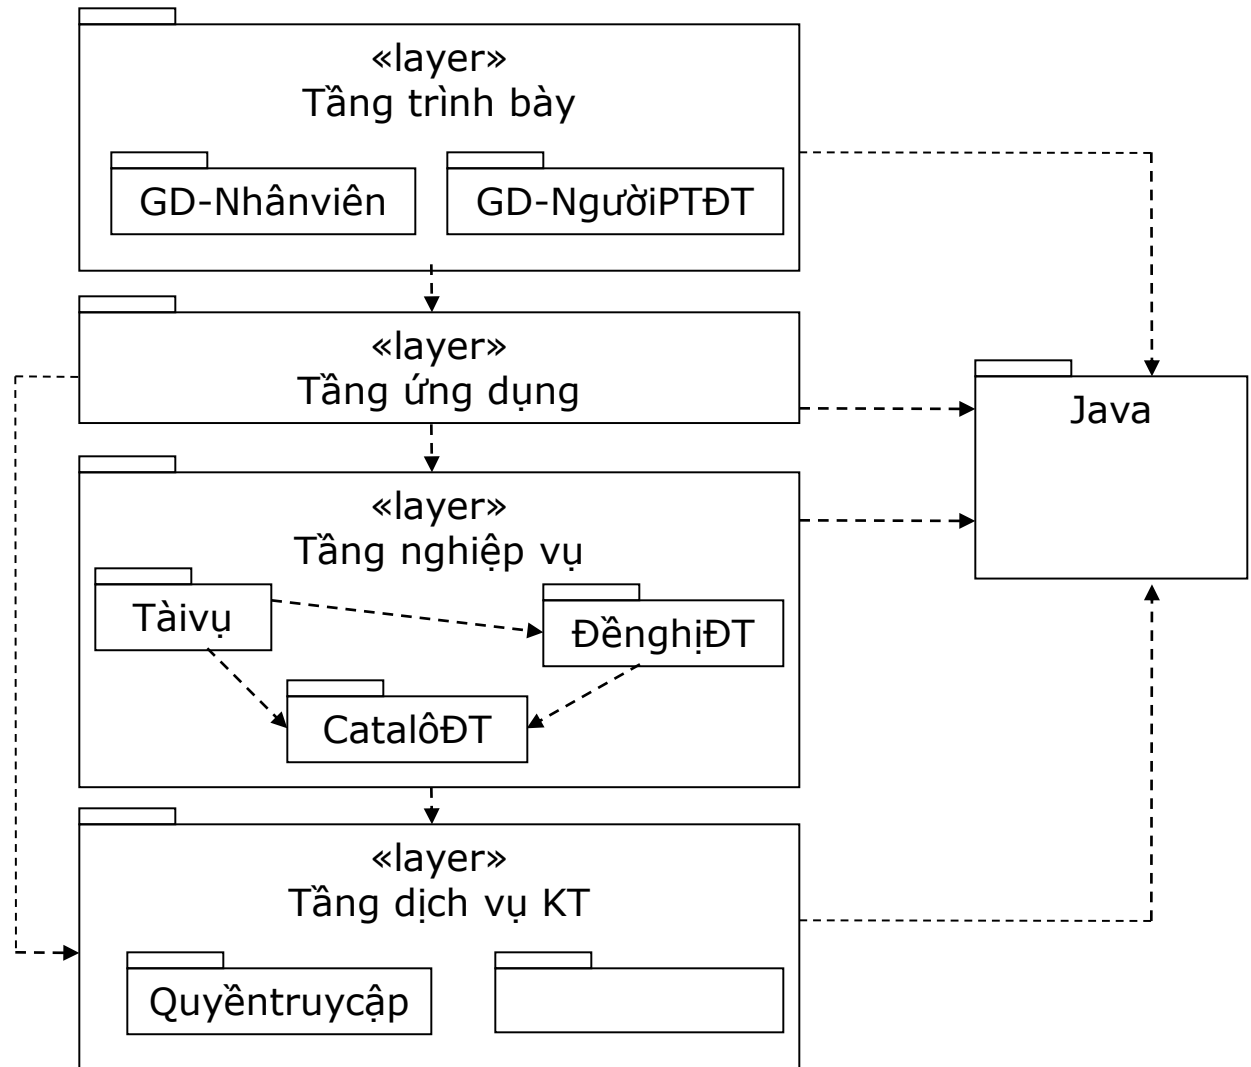 «layer»
Tầng trình bày
GD-Nhânviên
GD-NgườiPTĐT
«layer»
Tầng ứng dụng
Java
«layer»
Tầng nghiệp vụ
Tàivụ
ĐềnghịĐT
CatalôĐT
«layer»
Tầng dịch vụ KT
Quyềntruycập